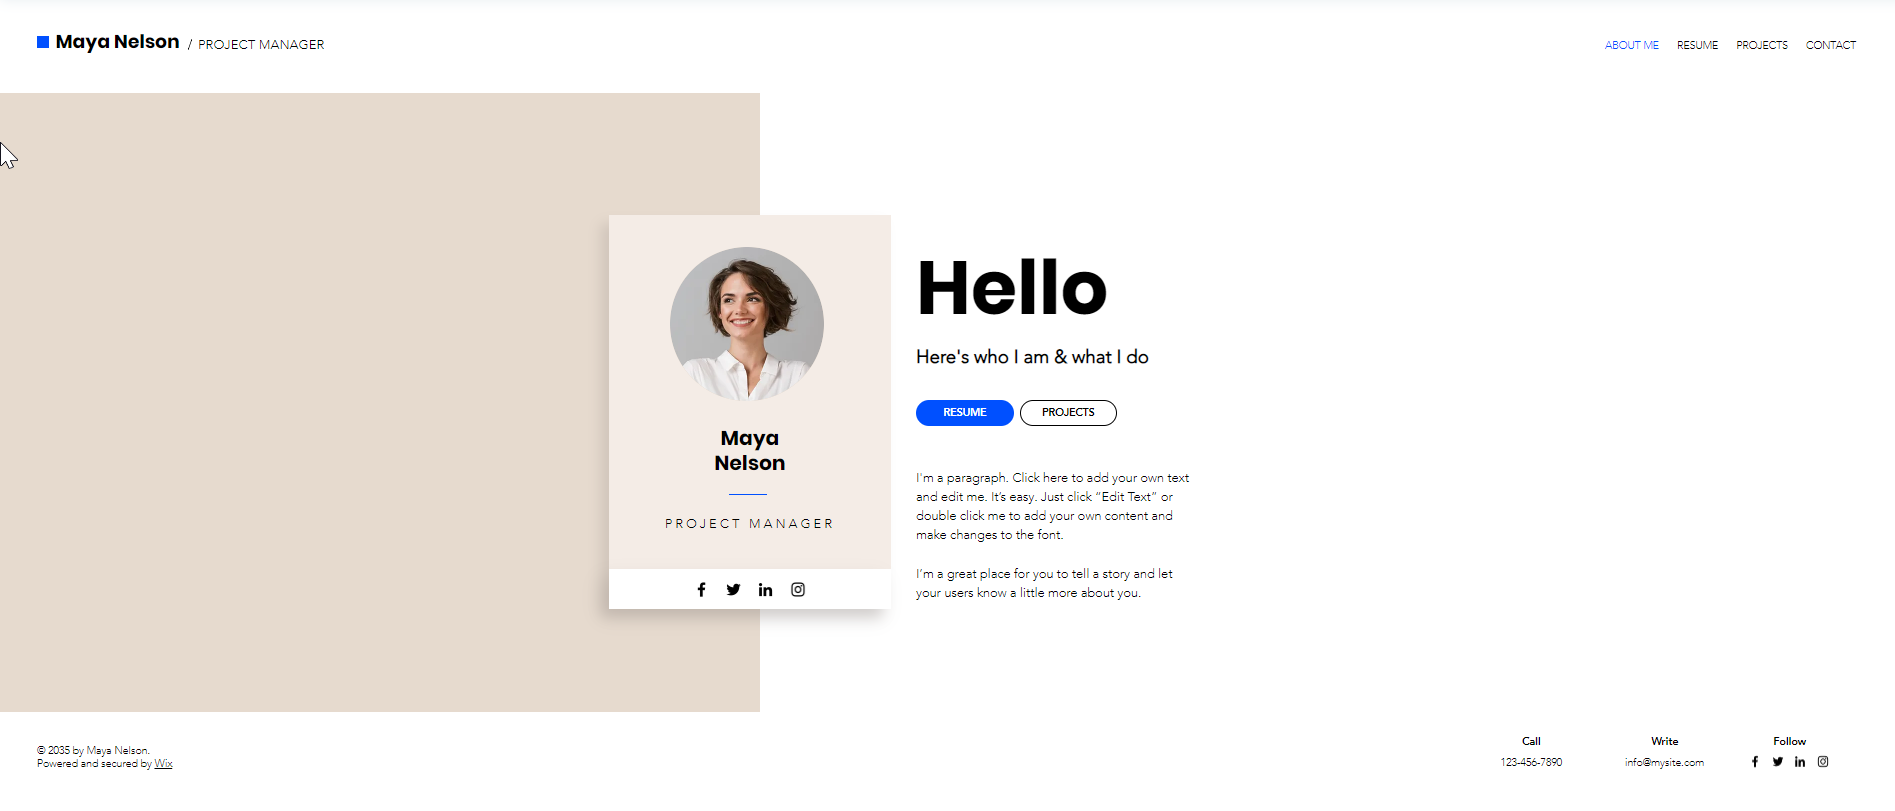 Maya Nelson / PROJECT MANAGER
ABOUT ME RESUME PROJECTS CONTACT
Hello
Here's who I am & what I do
RESUME PROJECTS
Maya
Nelson
PROJECT MANAGER
I'm a paragraph. Click here to add your own text
and edit me. It’s easy. Just click “Edit Text” or
double click me to add your own content and
make changes to the font.
I’m a great place for you to tell a story and let
your users know a little more about you.
© 2035 by Maya Nelson.
Powered and secured by Wix
Call
123-456-7890
Write
info@mysite.com
Follow